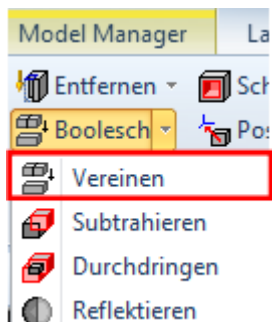 Model Manager La
Entfernen Sch
Boolesch Pos
Vereinen
Subtrahieren
Durchdringen
Reflektieren